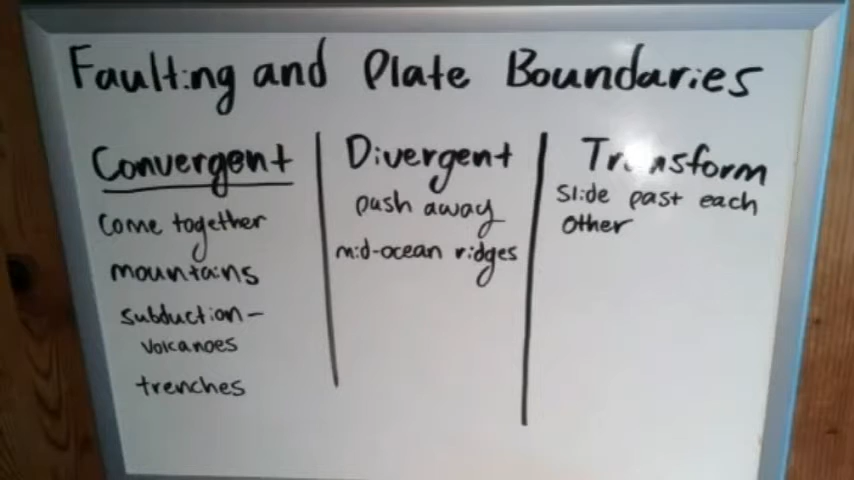 Faulting and Plate Boundaries
Convergent
come together
mountains
subduction-
volcanoes
trenches
Divergent
push away
mid-ocean ridges
Transform
slide past each
other